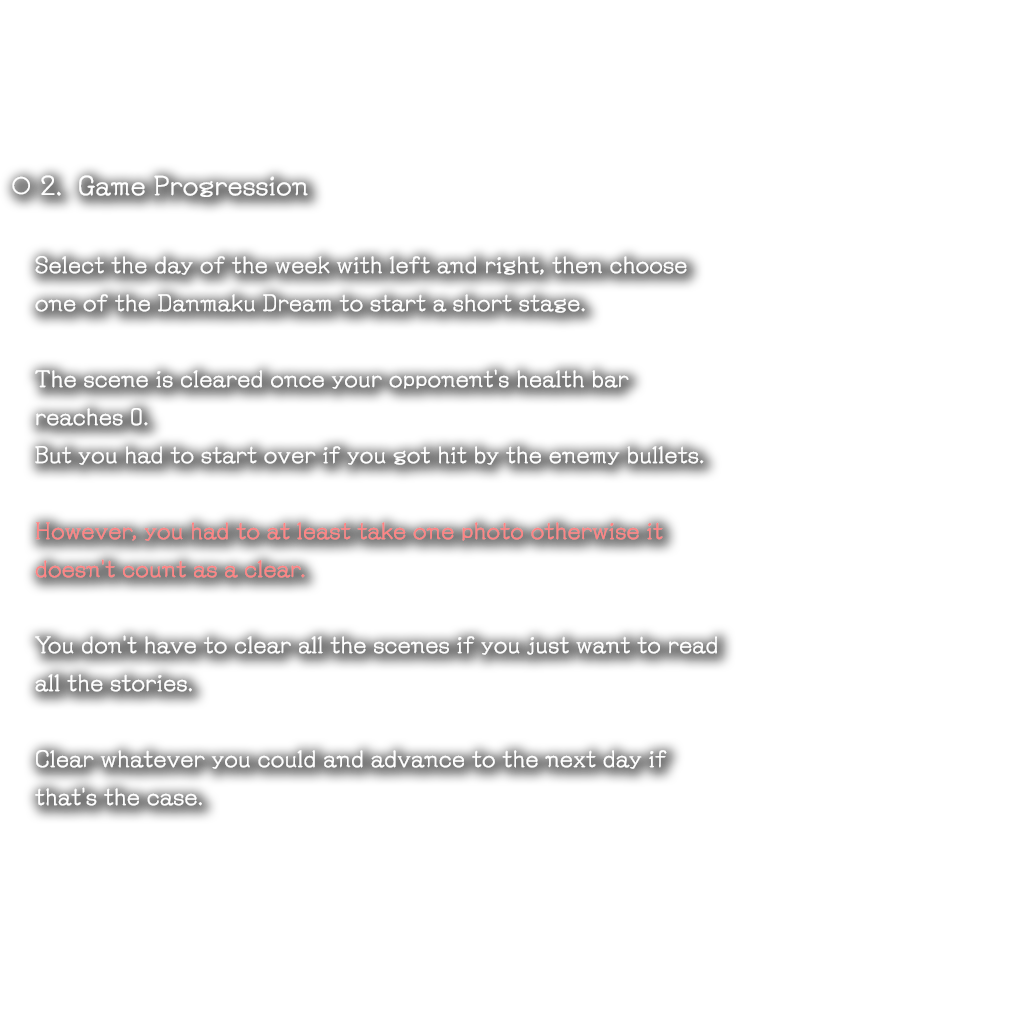 ○ 2. Game Progression
Select the day of the week with left and right, then choose
one of the Danmaku Dream to start a short stage.
The scene is cleared once your opponent's health bar
reaches 0.
But you had to start over if you got hit by the enemy bullets.
However, you had to at least take one photo otherwise it
doesn't count as a clear.
You don't have to clear all the scenes if you just want to read
all the stories.
Clear whatever you could and advance to the next day if
that's the case.